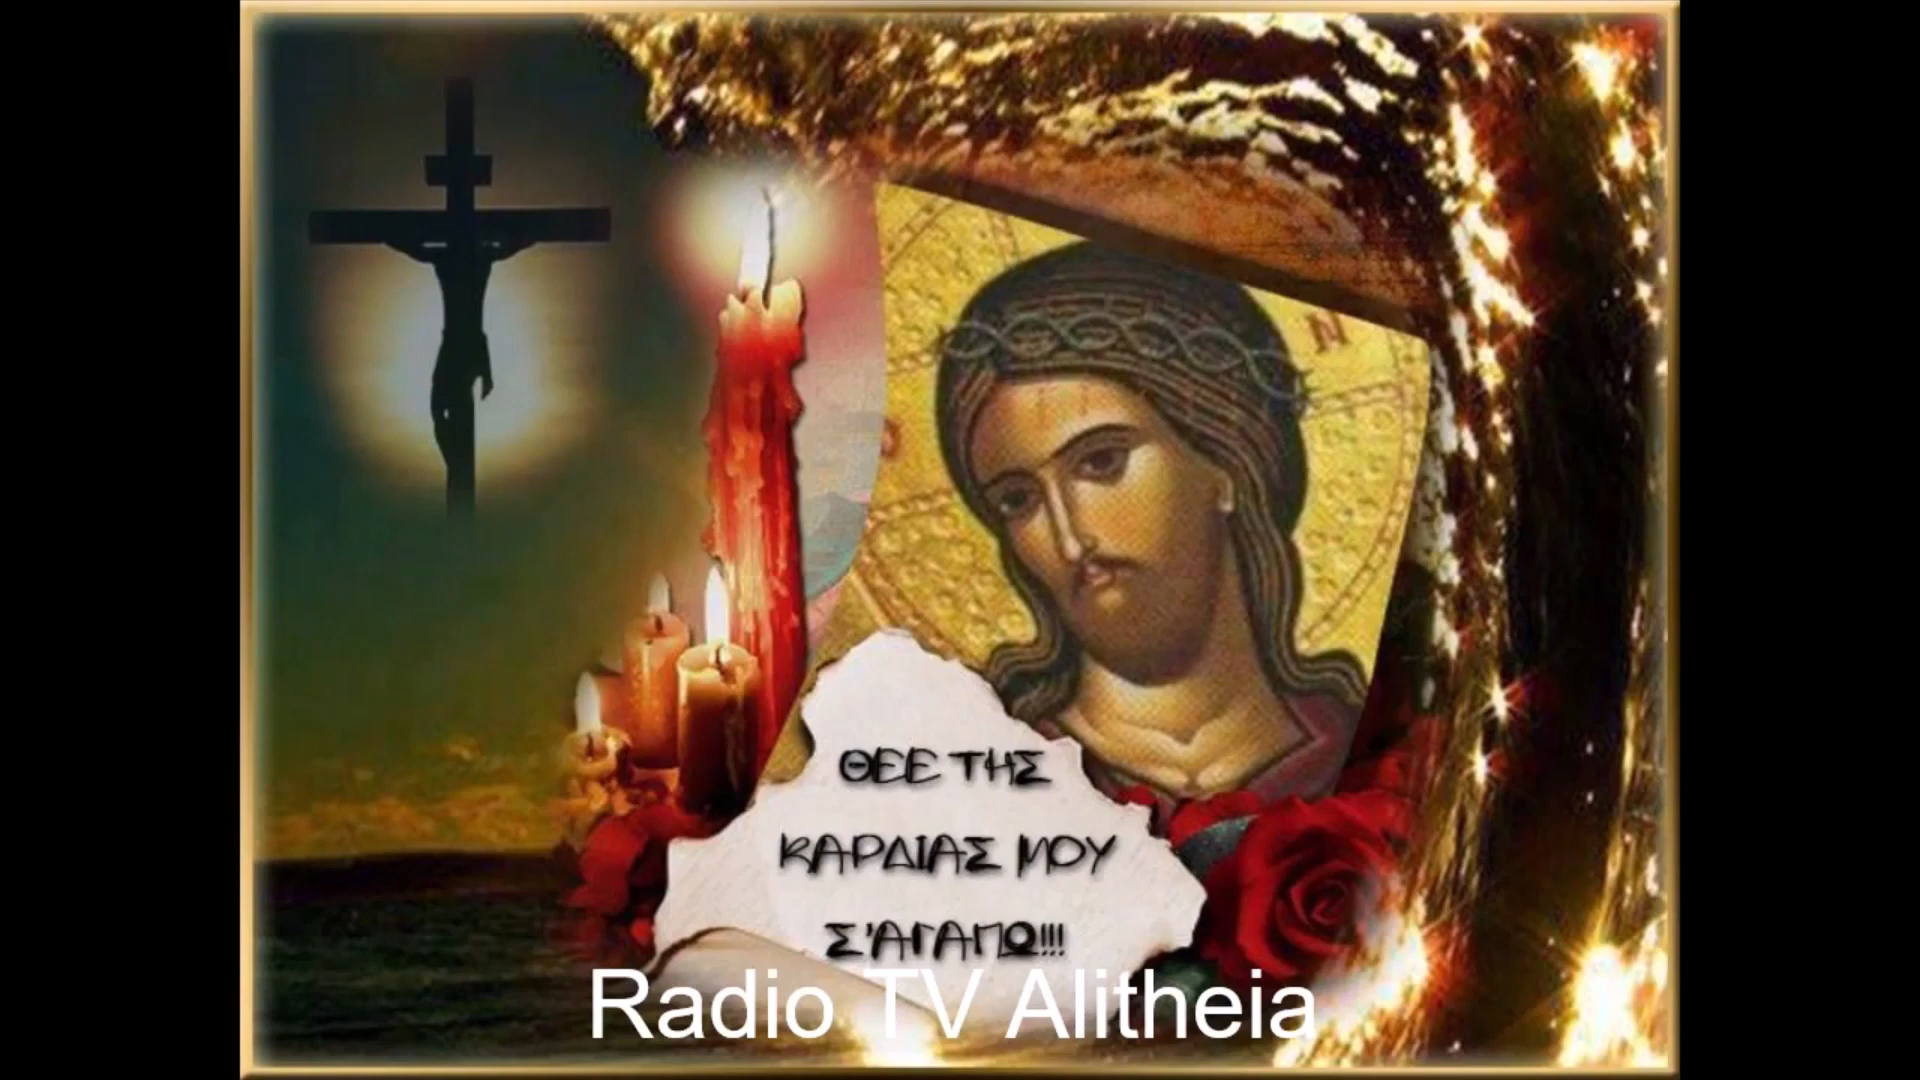 Ν
Ο
ΘΕΕ ΤΗΣ
ΚΑΡΔΙΑΣ ΜΟΥ
Σ'ΑΓΑΠΩ!!!
Radio TV Alitheia